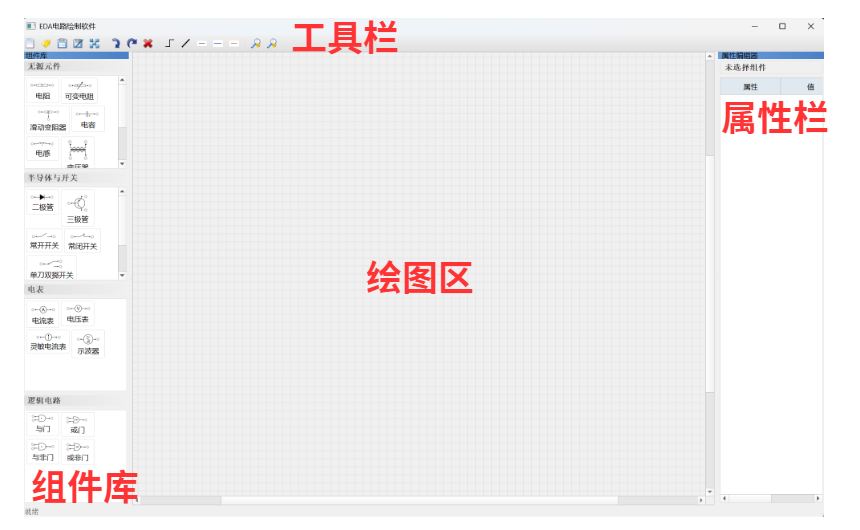 EDA电路绘制软件
工具栏
组件库
无源元件
电阻 可变电阻
滑动变阻器 电容
电感 变压器
半导体与开关
二极管 三极管
常开开关 常闭开关
单刀双掷开关
电表
电流表 电压表
灵敏电流表 示波器
逻辑电路
与门 或门
与非门 或非门
组件库
就绪
绘图区
属性编辑器
未选择组件
属性 值
属性栏